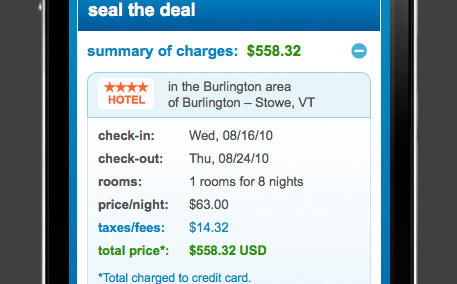 seal the deal
summary of charges: $558.32
★★★★ in the Burlington area
HOTEL of Burlington – Stowe, VT
check-in: Wed, 08/16/10
check-out: Thu, 08/24/10
rooms: 1 rooms for 8 nights
price/night: $63.00
taxes/fees: $14.32
total price*: $558.32 USD
*Total charged to credit card.